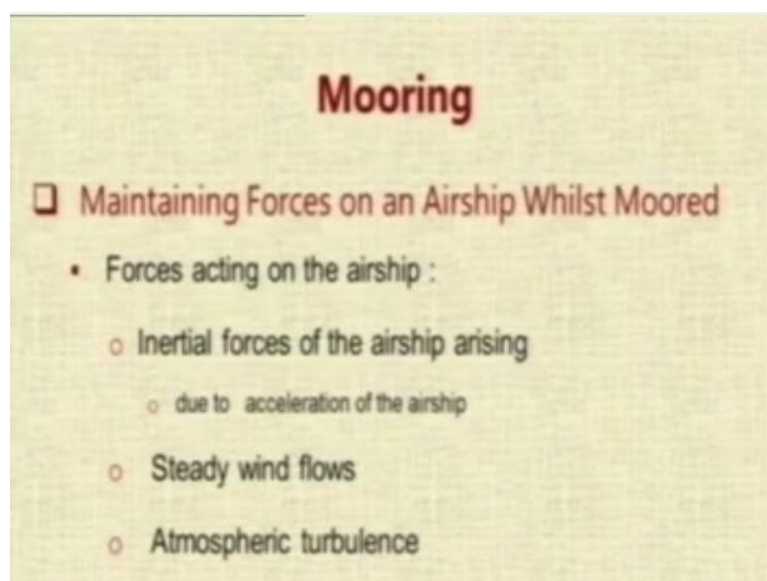 Mooring
❑ Maintaining Forces on an Airship Whilst Moored
▪ Forces acting on the airship :
o Inertial forces of the airship arising
o due to acceleration of the airship
o Steady wind flows
o Atmospheric turbulence